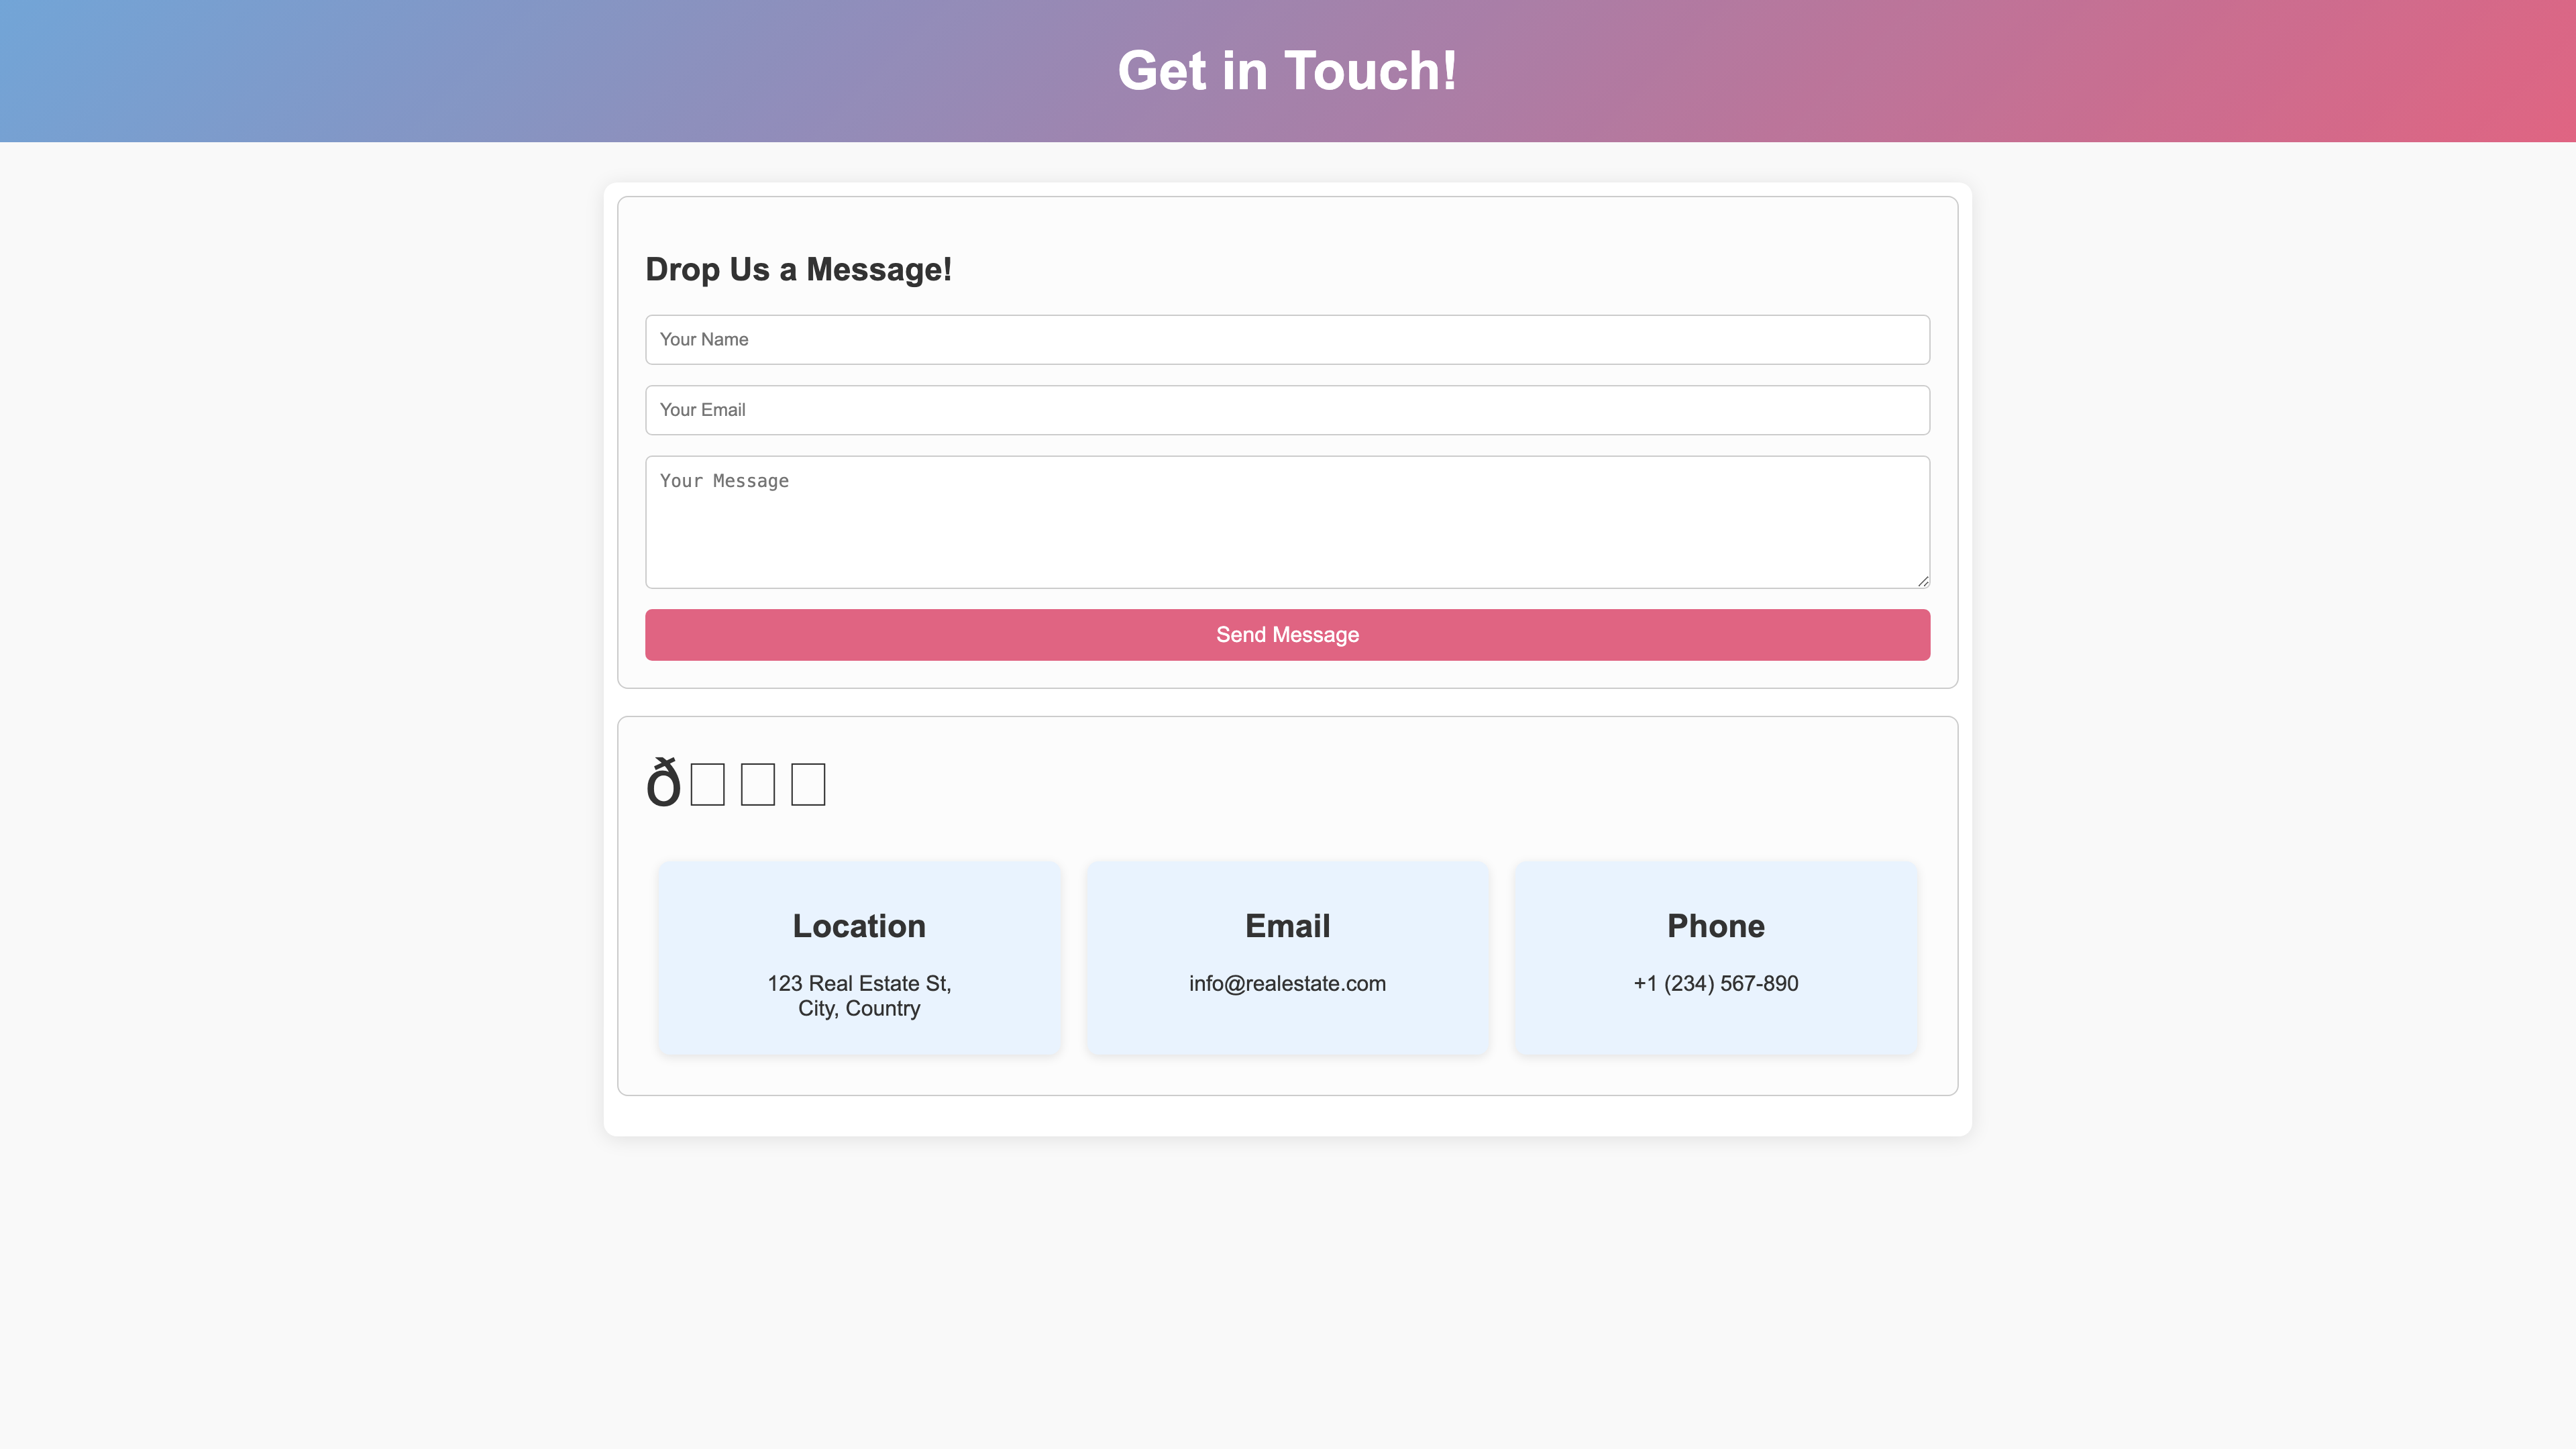 Get in Touch!
Drop Us a Message!
Your Name
Your Email
Your Message
Send Message
ð
Location
Email
Phone
123 Real Estate St,
City, Country
info@realestate.com
+1 (234) 567-890